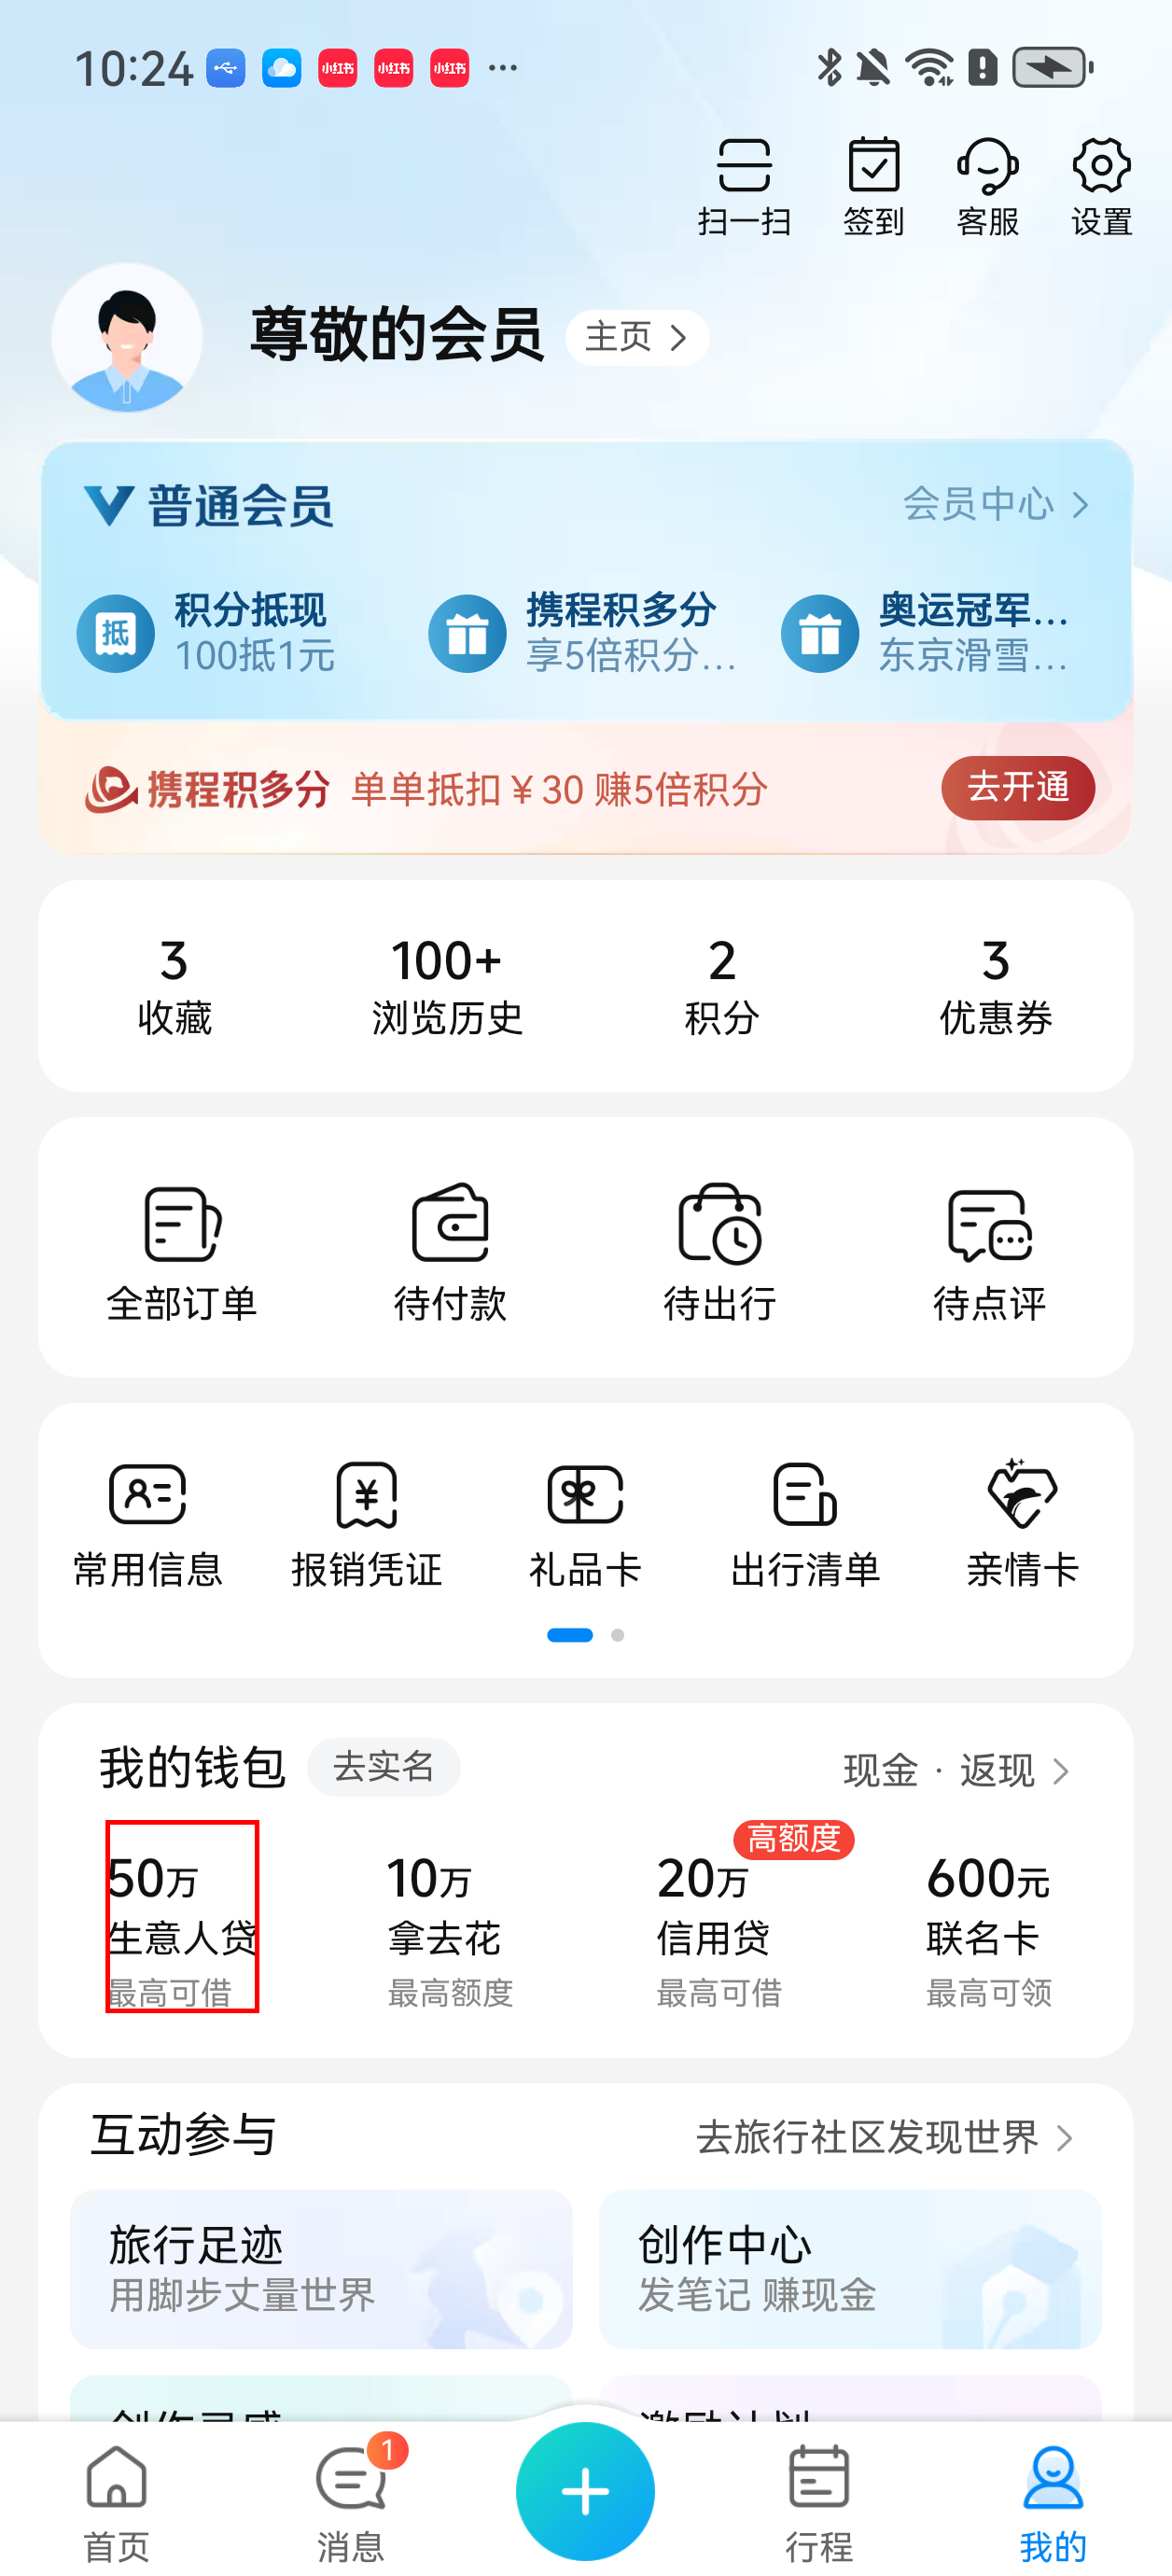 10:24 小红书 小红书 小红书 ...
扫一扫 签到 客服 设置
尊敬的会员 主页
普通会员 会员中心
抵 积分抵现 携程积多分 奥运冠军...
100抵1元 享5倍积分... 东京滑雪...
携程积多分 单单抵扣¥30 赚5倍积分 去开通
3 100+ 2 3
收藏 浏览历史 积分 优惠券
全部订单 待付款 待出行 待点评
常用信息 报销凭证 礼品卡 出行清单 亲情卡
我的钱包 去实名 现金 · 返现
高额度
50万 10万 20万 600元
生意人贷 拿去花 信用贷 联名卡
最高可借 最高额度 最高可借 最高可领
互动参与 去旅行社区发现世界
旅行足迹 创作中心
用脚步丈量世界 发笔记 赚现金
创作灵感 激励计划
1
首页 消息 行程 我的